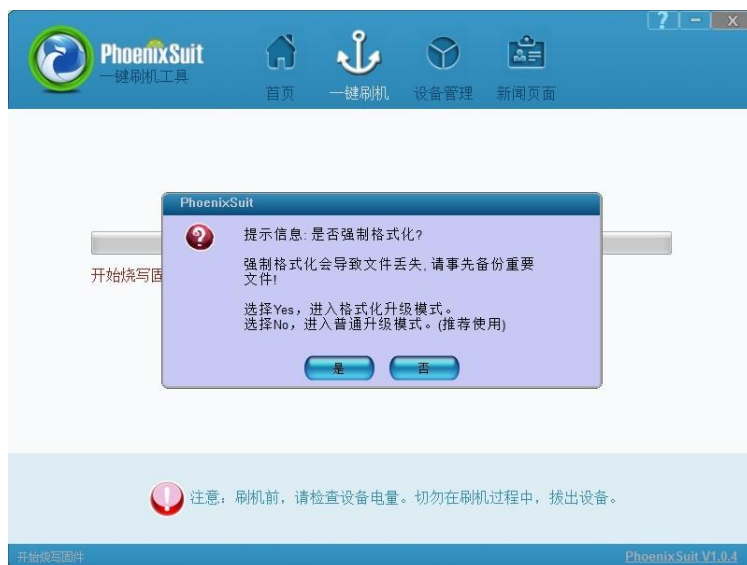 PhoenixSuit
一键刷机工具
首页
一键刷机
设备管理
新闻页面
? - X
PhoenixSuit
提示信息: 是否强制格式化?
强制格式化会导致文件丢失, 请事先备份重要
文件!
选择Yes，进入格式化升级模式。
选择No，进入普通升级模式。(推荐使用)
是
否
开始烧写固
注意：刷机前，请检查设备电量。切勿在刷机过程中，拔出设备。
开始烧写固件
PhoenixSuit V1.0.4